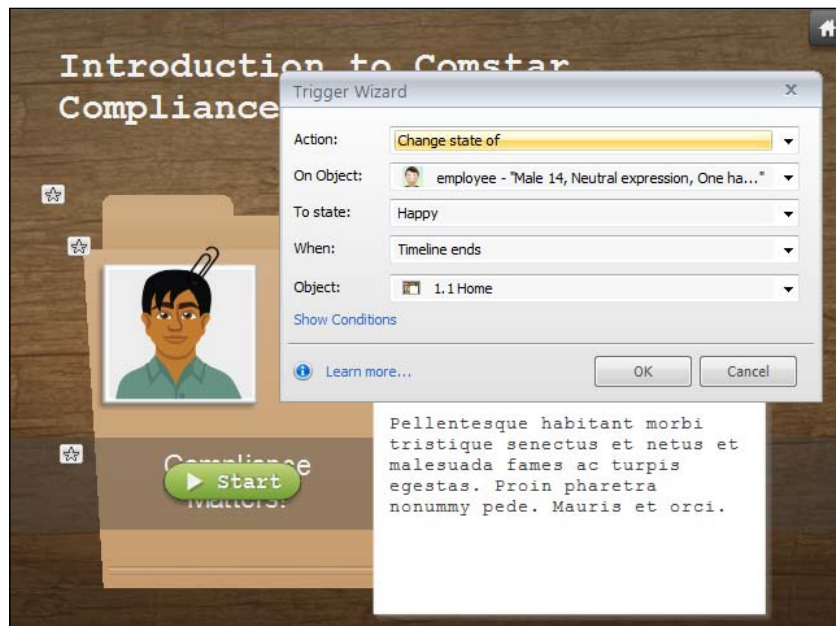 Introduction to Comstar
Compliance
Trigger Wizard
x
Action:
Change state of
On Object:
employee - "Male 14, Neutral expression, One ha..."
To state:
Happy
When:
Timeline ends
Object:
1.1 Home
Show Conditions
Learn more...
OK
Cancel
Compliance
Start
Matters!
Pellentesque habitant morbi
tristique senectus et netus et
malesuada fames ac turpis
egestas. Proin pharetra
nonummy pede. Mauris et orci.